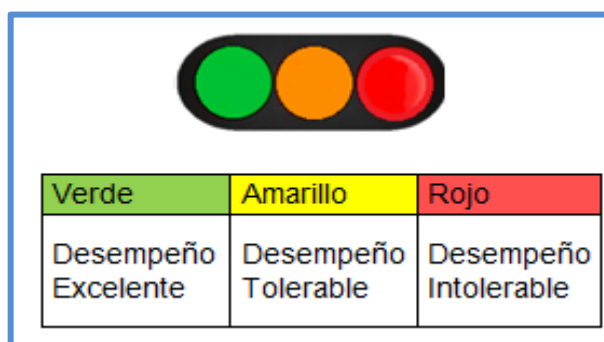 Verde Amarillo Rojo
Desempeño Desempeño Desempeño
Excelente Tolerable Intolerable